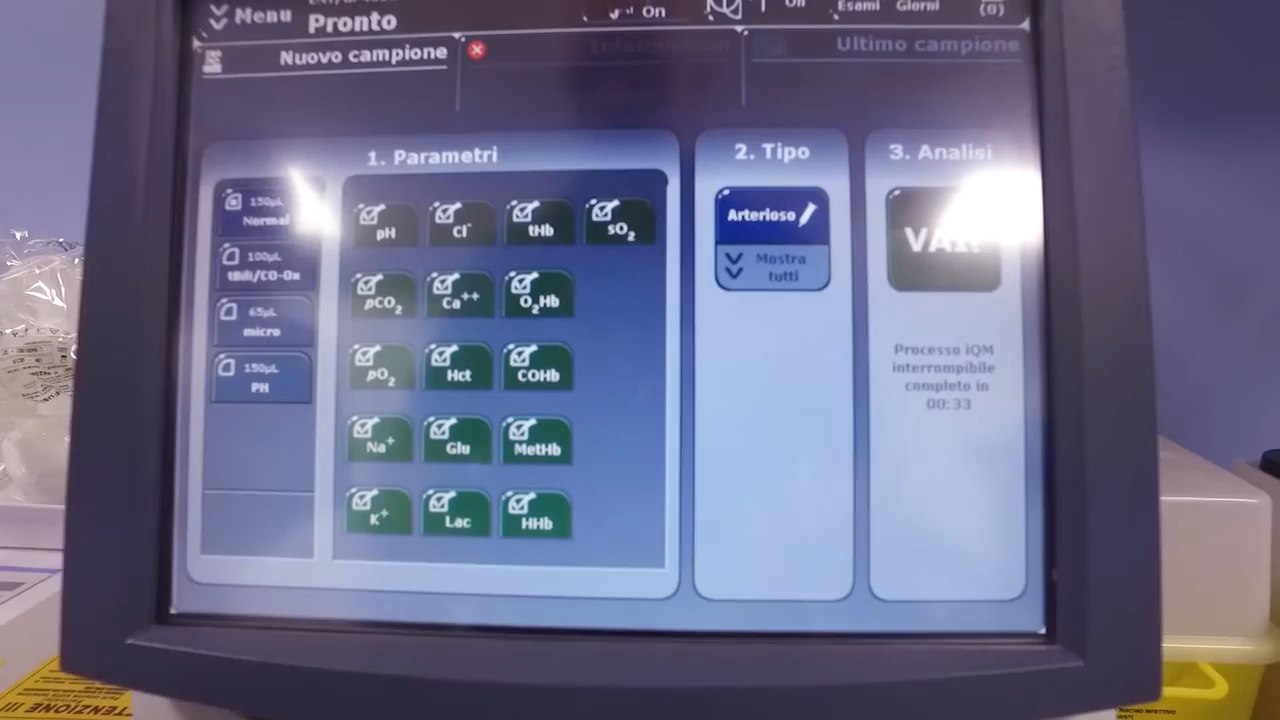 Menu
Pronto
On
Esami Giorni
(0)
Nuovo campione
Ultimo campione
1. Parametri
2. Tipo
3. Analisi
150µL
Normal
100µL
tBili/CO-Ox
65µL
micro
150µL
PH
pH
Cl⁻
tHb
sO₂
pCO₂
Ca⁺⁺
O₂Hb
pO₂
Hct
COHb
Na⁺
Glu
MetHb
K⁺
Lac
HHb
Arterioso
Mostra
tutti
VAI!
Processo iQM
interrompibile
completo in
00:33